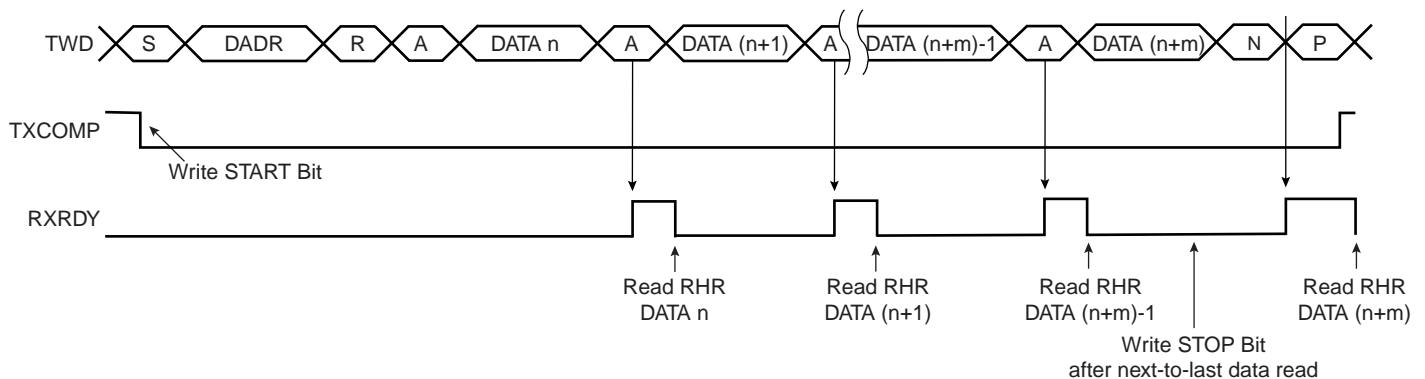 TWD S DADR R A DATA n A DATA (n+1) A DATA (n+m)-1 A DATA (n+m) N P
TXCOMP
Write START Bit
RXRDY
Read RHR Read RHR Read RHR Read RHR
DATA n DATA (n+1) DATA (n+m)-1 DATA (n+m)
Write STOP Bit
after next-to-last data read